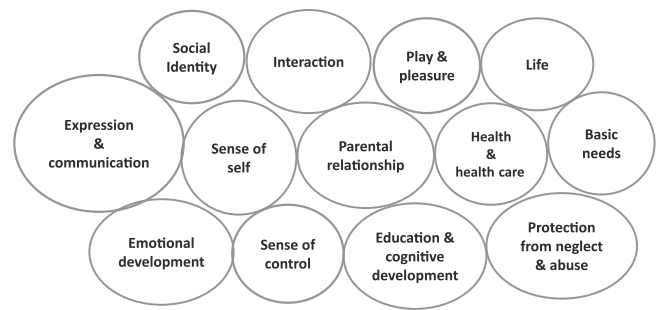 Social
Identity
Interaction
Play &
pleasure
Life
Expression
&
communication
Sense of
self
Parental
relationship
Health
&
health care
Basic
needs
Emotional
development
Sense of
control
Education &
cognitive
development
Protection
from neglect
& abuse